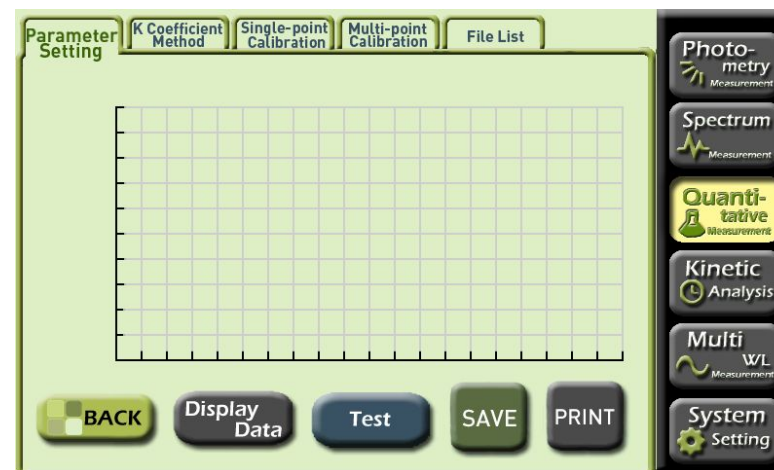 Parameter
Setting
K Coefficient
Method
Single-point
Calibration
Multi-point
Calibration
File List
Photo-
metry
Measurement
Spectrum
Measurement
Quanti-
tative
Measurement
Kinetic
Analysis
Multi
WL
Measurement
System
Setting
BACK
Display
Data
Test
SAVE
PRINT